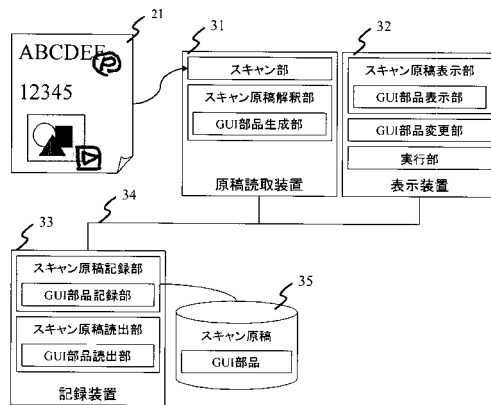 21
ABCDEF
P
12345
31
スキャン部
スキャン原稿解釈部
GUI部品生成部
原稿読取装置
32
スキャン原稿表示部
GUI部品表示部
GUI部品変更部
実行部
表示装置
34
33
スキャン原稿記録部
GUI部品記録部
スキャン原稿読出部
GUI部品読出部
記録装置
35
スキャン原稿
GUI部品